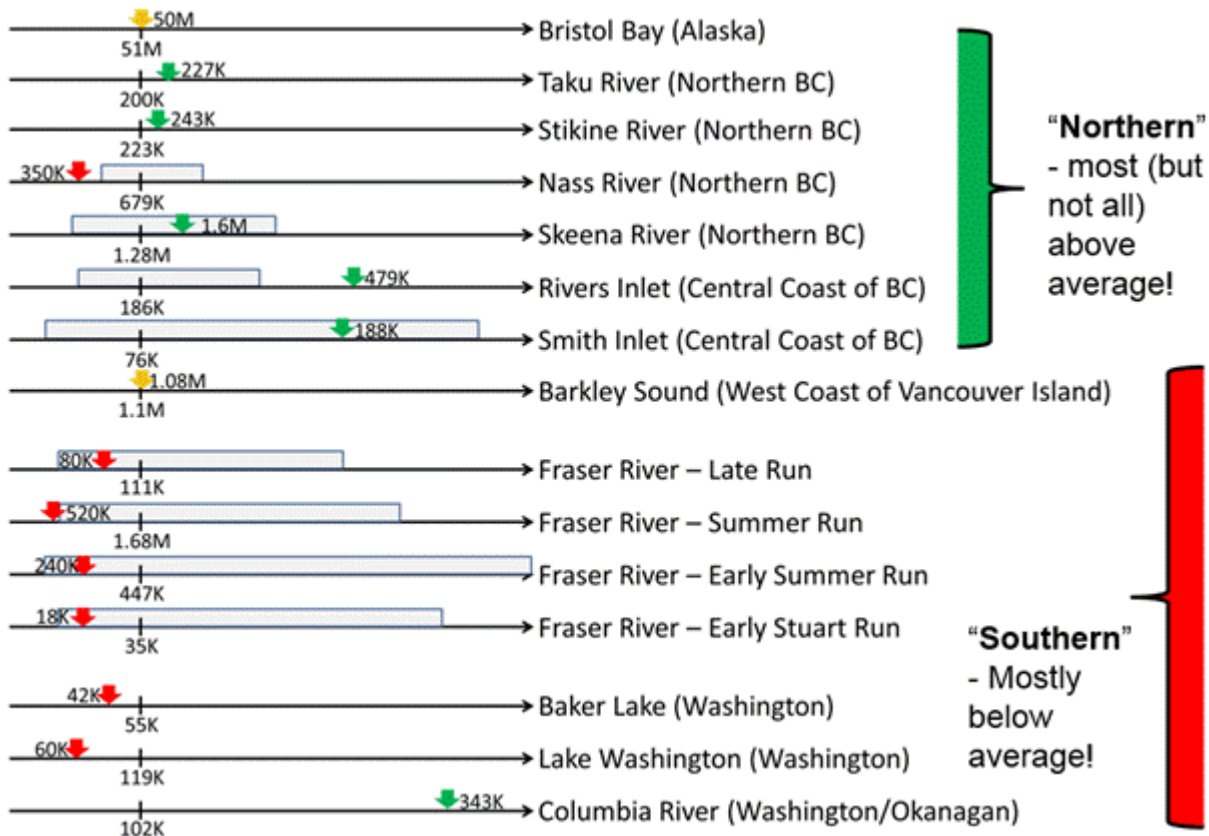 50M
Bristol Bay (Alaska)
51M
227K
Taku River (Northern BC)
200K
243K
Stikine River (Northern BC)
223K
350K
Nass River (Northern BC)
679K
1.6M
Skeena River (Northern BC)
1.28M
479K
Rivers Inlet (Central Coast of BC)
186K
188K
Smith Inlet (Central Coast of BC)
76K
1.08M
Barkley Sound (West Coast of Vancouver Island)
1.1M
80K
Fraser River – Late Run
111K
520K
Fraser River – Summer Run
1.68M
240K
Fraser River – Early Summer Run
447K
18K
Fraser River – Early Stuart Run
35K
42K
Baker Lake (Washington)
55K
60K
Lake Washington (Washington)
119K
343K
Columbia River (Washington/Okanagan)
102K
“Northern”
- most (but
not all)
above
average!
“Southern”
- Mostly
below
average!